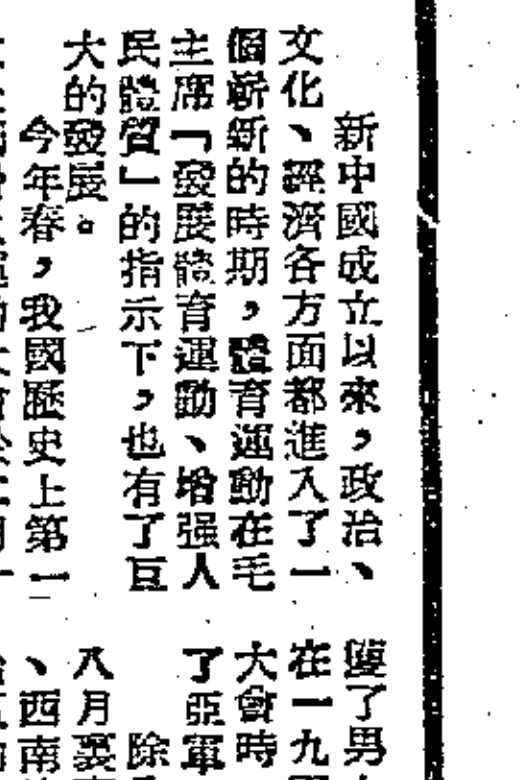 新中國成立以來，政治、
文化、經濟各方面都進入了一
個嶄新的時期，體育運動在毛
主席「發展體育運動、增强人
民體質」的指示下，也有了巨
大的發展。
今年春，我國歷史上第一
了男
在一九
大會時
了亞軍
除
八月裏
、西南